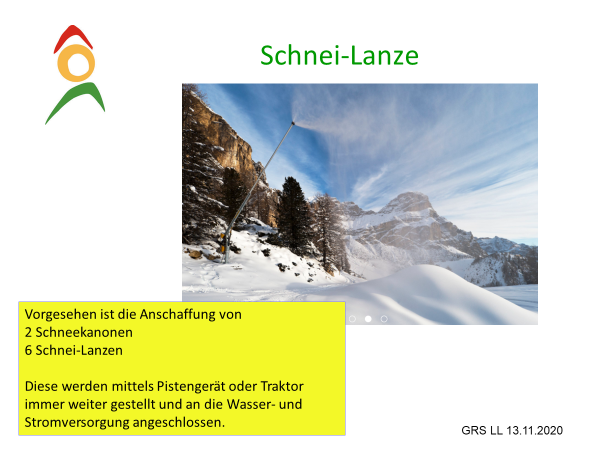 Schnei-Lanze
Vorgesehen ist die Anschaffung von
2 Schneekanonen
6 Schnei-Lanzen
Diese werden mittels Pistengerät oder Traktor
immer weiter gestellt und an die Wasser- und
Stromversorgung angeschlossen.
GRS LL 13.11.2020